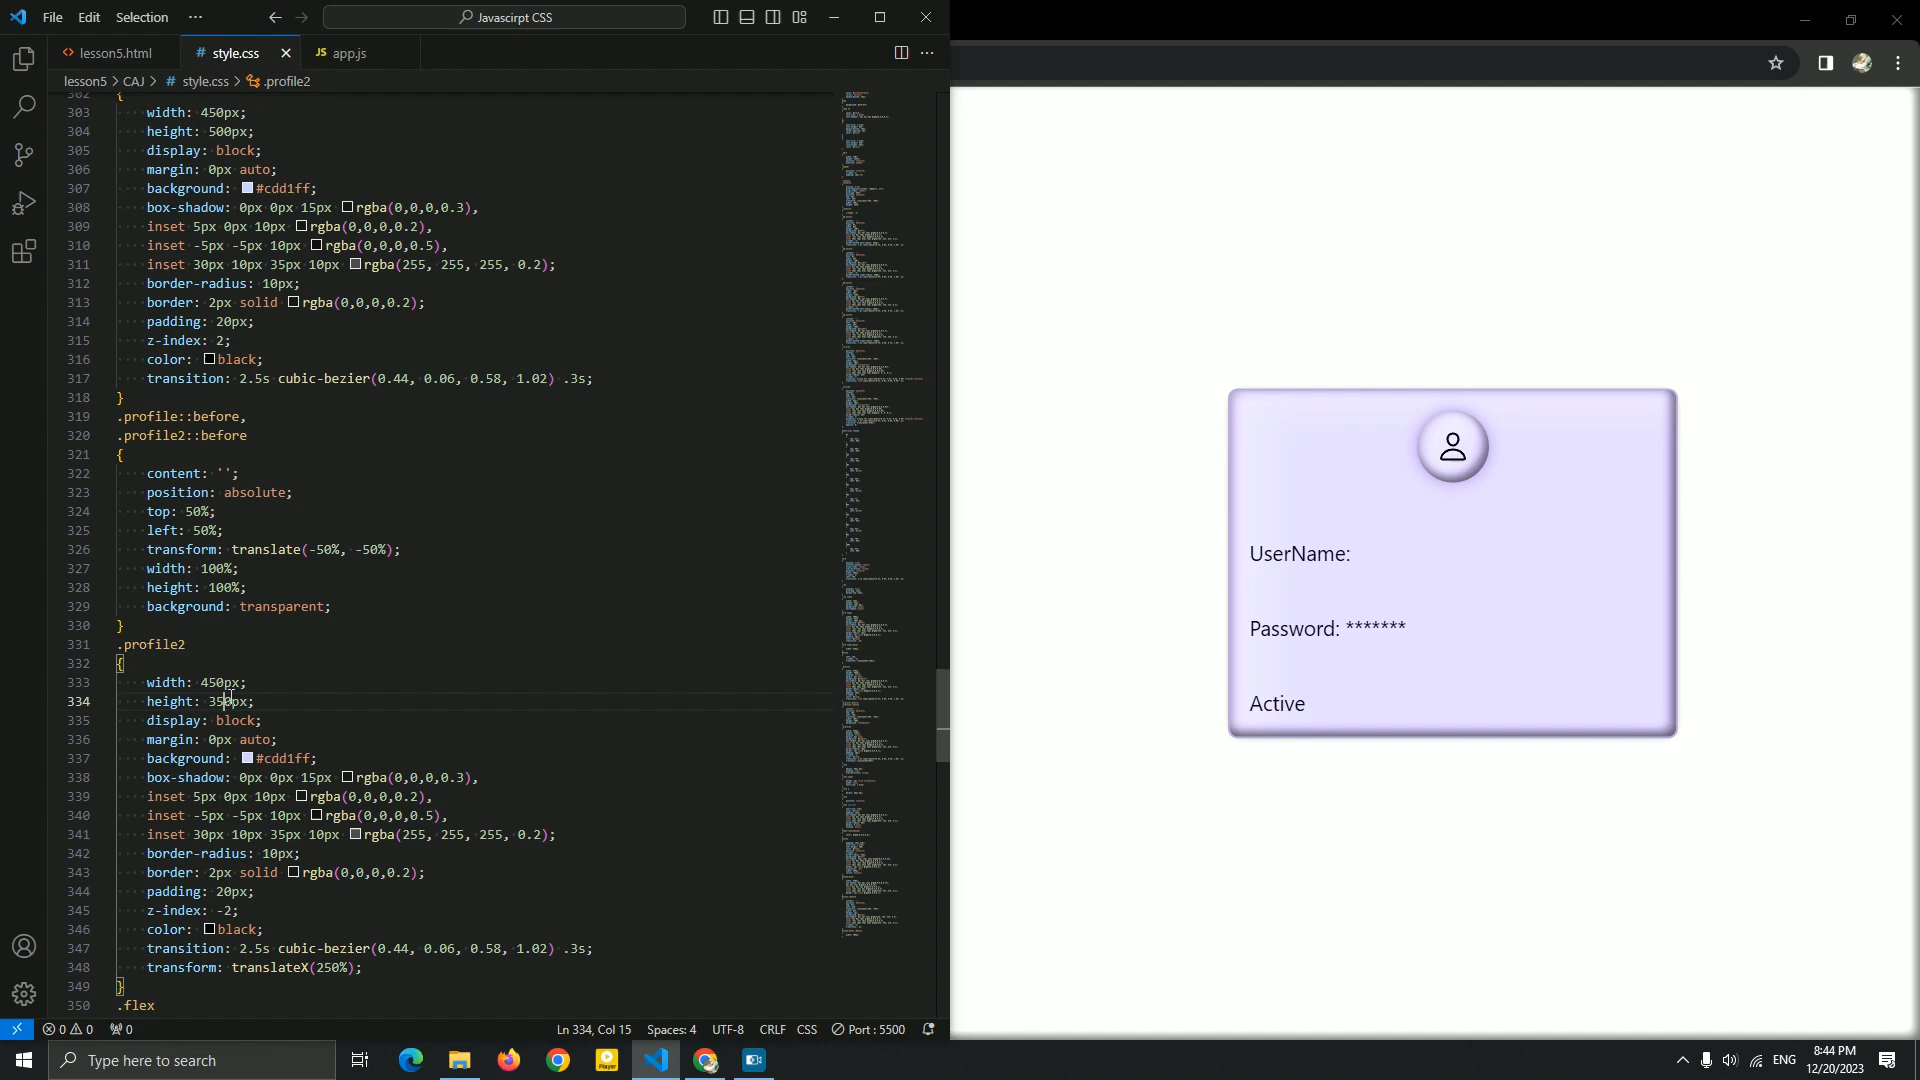 File Edit Selection ··· Javascirpt CSS
lesson5.html style.css JS app.js
lesson5 > CAJ > # style.css > .profile2
302 {
303 width: 450px;
304 height: 500px;
305 display: block;
306 margin: 0px auto;
307 background: #cdd1ff;
308 box-shadow: 0px 0px 15px rgba(0,0,0,0.3),
309 inset 5px 0px 10px rgba(0,0,0,0.2),
310 inset -5px -5px 10px rgba(0,0,0,0.5),
311 inset 30px 10px 35px 10px rgba(255, 255, 255, 0.2);
312 border-radius: 10px;
313 border: 2px solid rgba(0,0,0,0.2);
314 padding: 20px;
315 z-index: 2;
316 color: black;
317 transition: 2.5s cubic-bezier(0.44, 0.06, 0.58, 1.02) .3s;
318 }
319 .profile::before,
320 .profile2::before
321 {
322 content: '';
323 position: absolute;
324 top: 50%;
325 left: 50%;
326 transform: translate(-50%, -50%);
327 width: 100%;
328 height: 100%;
329 background: transparent;
330 }
331 .profile2
332 {
333 width: 450px;
334 height: 350px;
335 display: block;
336 margin: 0px auto;
337 background: #cdd1ff;
338 box-shadow: 0px 0px 15px rgba(0,0,0,0.3),
339 inset 5px 0px 10px rgba(0,0,0,0.2),
340 inset -5px -5px 10px rgba(0,0,0,0.5),
341 inset 30px 10px 35px 10px rgba(255, 255, 255, 0.2);
342 border-radius: 10px;
343 border: 2px solid rgba(0,0,0,0.2);
344 padding: 20px;
345 z-index: -2;
346 color: black;
347 transition: 2.5s cubic-bezier(0.44, 0.06, 0.58, 1.02) .3s;
348 transform: translateX(250%);
349 }
350 .flex
UserName:
Password: *******
Active
0 0 0 Ln 334, Col 15 Spaces: 4 UTF-8 CRLF CSS Port : 5500
Type here to search
Player
ENG
8:44 PM
12/20/2023